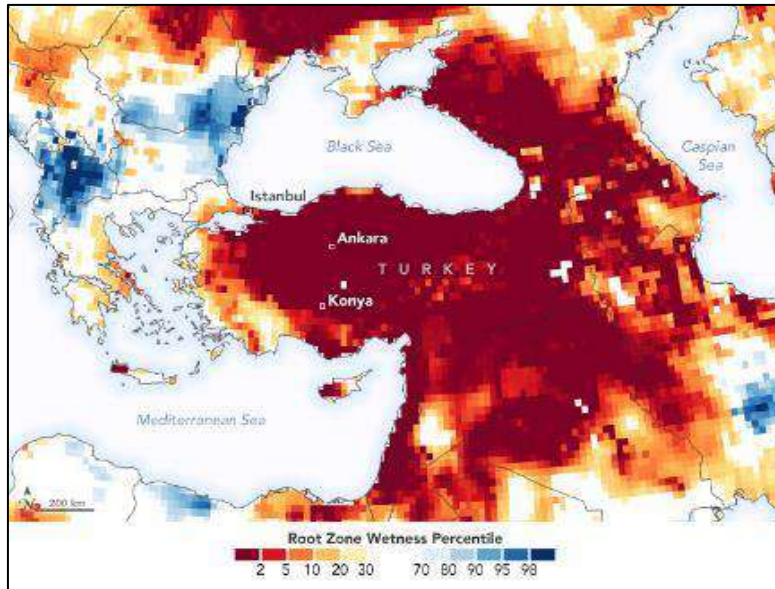 Black Sea
Caspian
Sea
Istanbul
Ankara
TURKEY
Konya
Mediterranean Sea
N
200 km
Root Zone Wetness Percentile
2 5 10 20 30 70 80 90 95 98